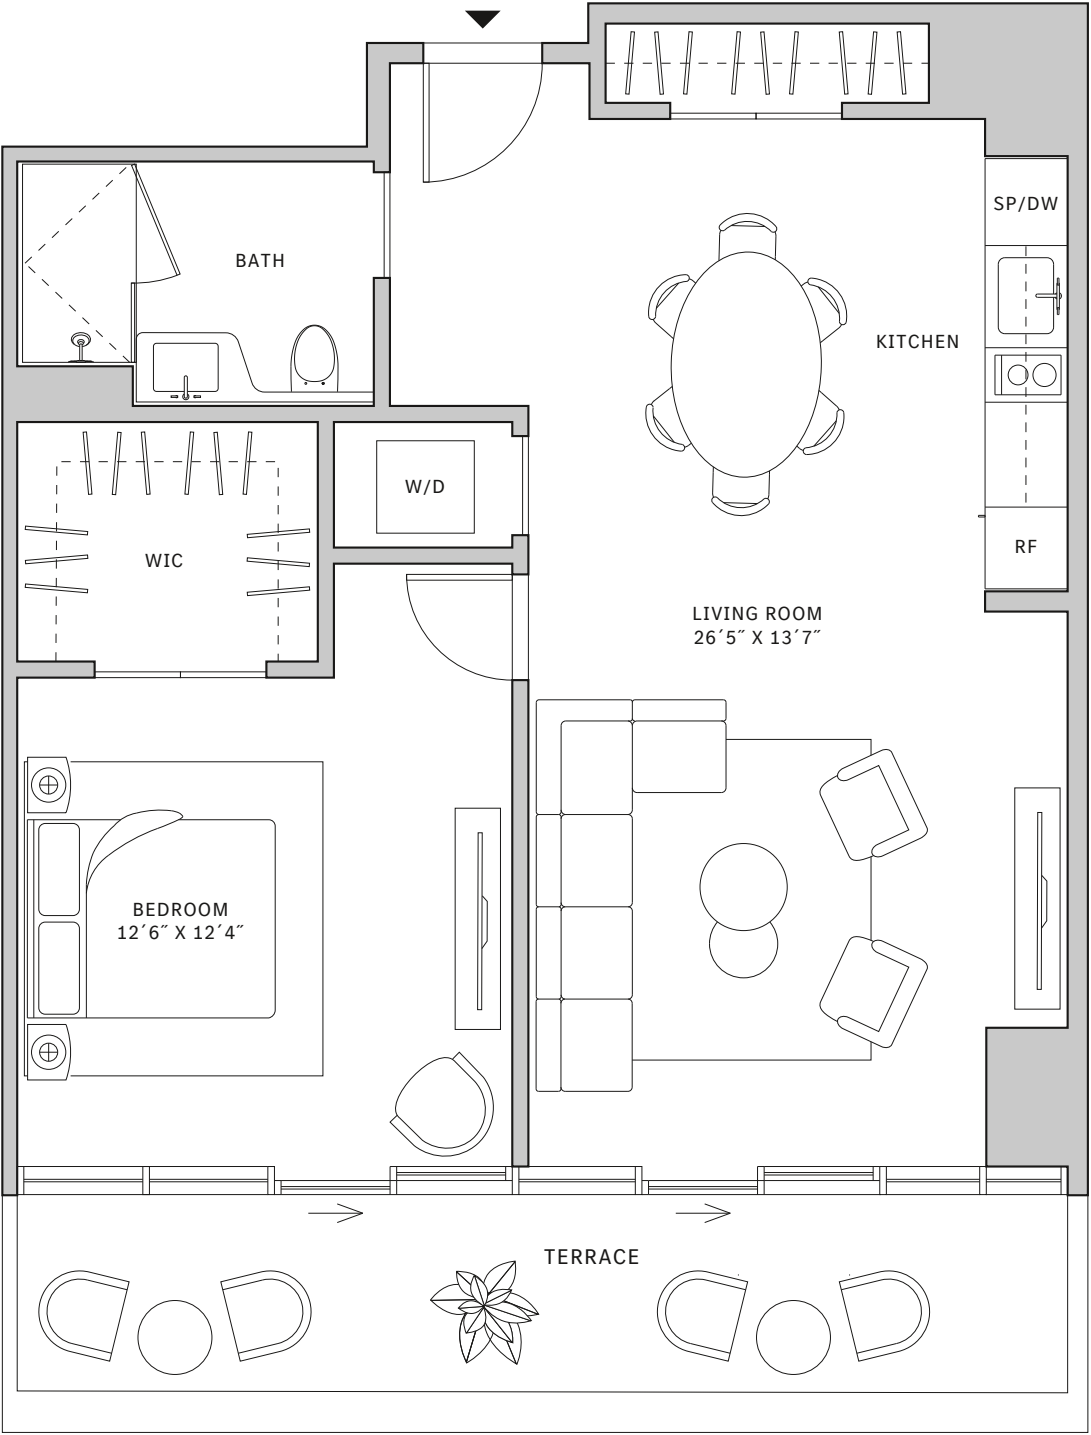 SP/DW
BATH
KITCHEN
W/D
RF
WIC
LIVING ROOM
26´5˝ X 13´7˝
BEDROOM
12´6˝ X 12´4˝
TERRACE